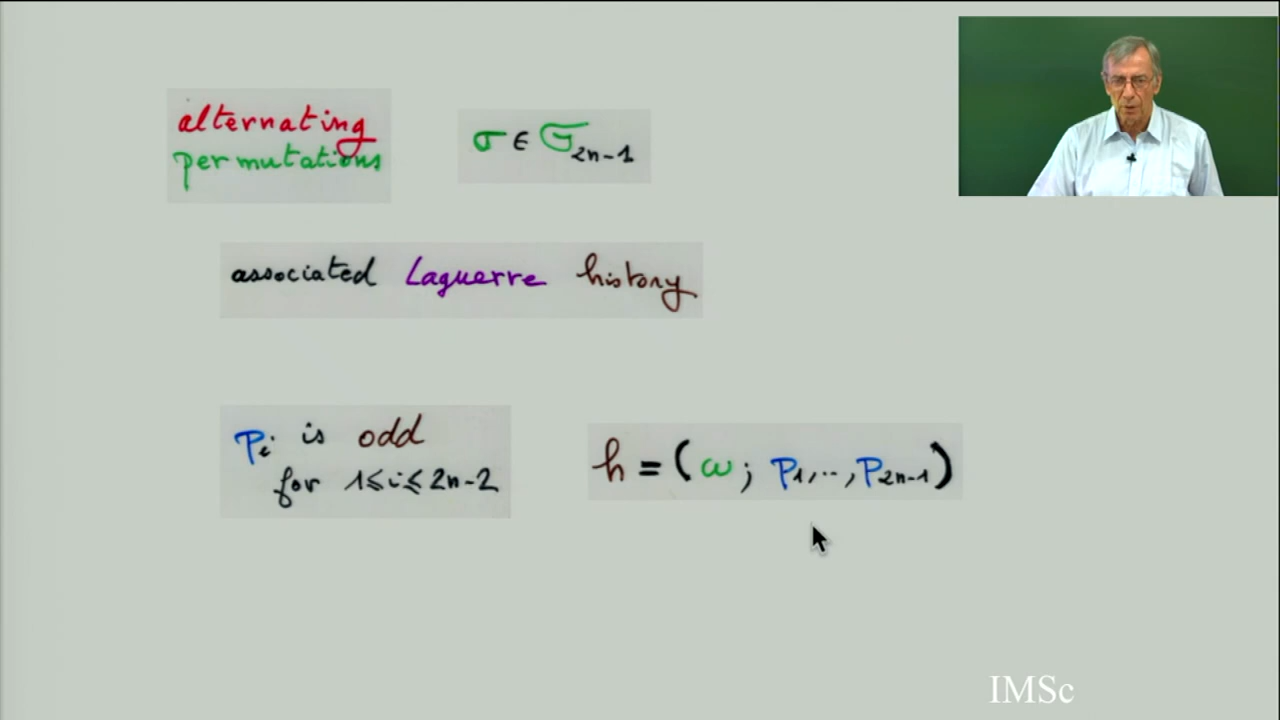 alternating
permutations
σ ∈ 𝔖₂ₙ₋₁
associated Laguerre history
pᵢ is odd
for 1⩽i⩽2n-2
h = (ω; p₁,..,p₂ₙ₋₁)
IMSc